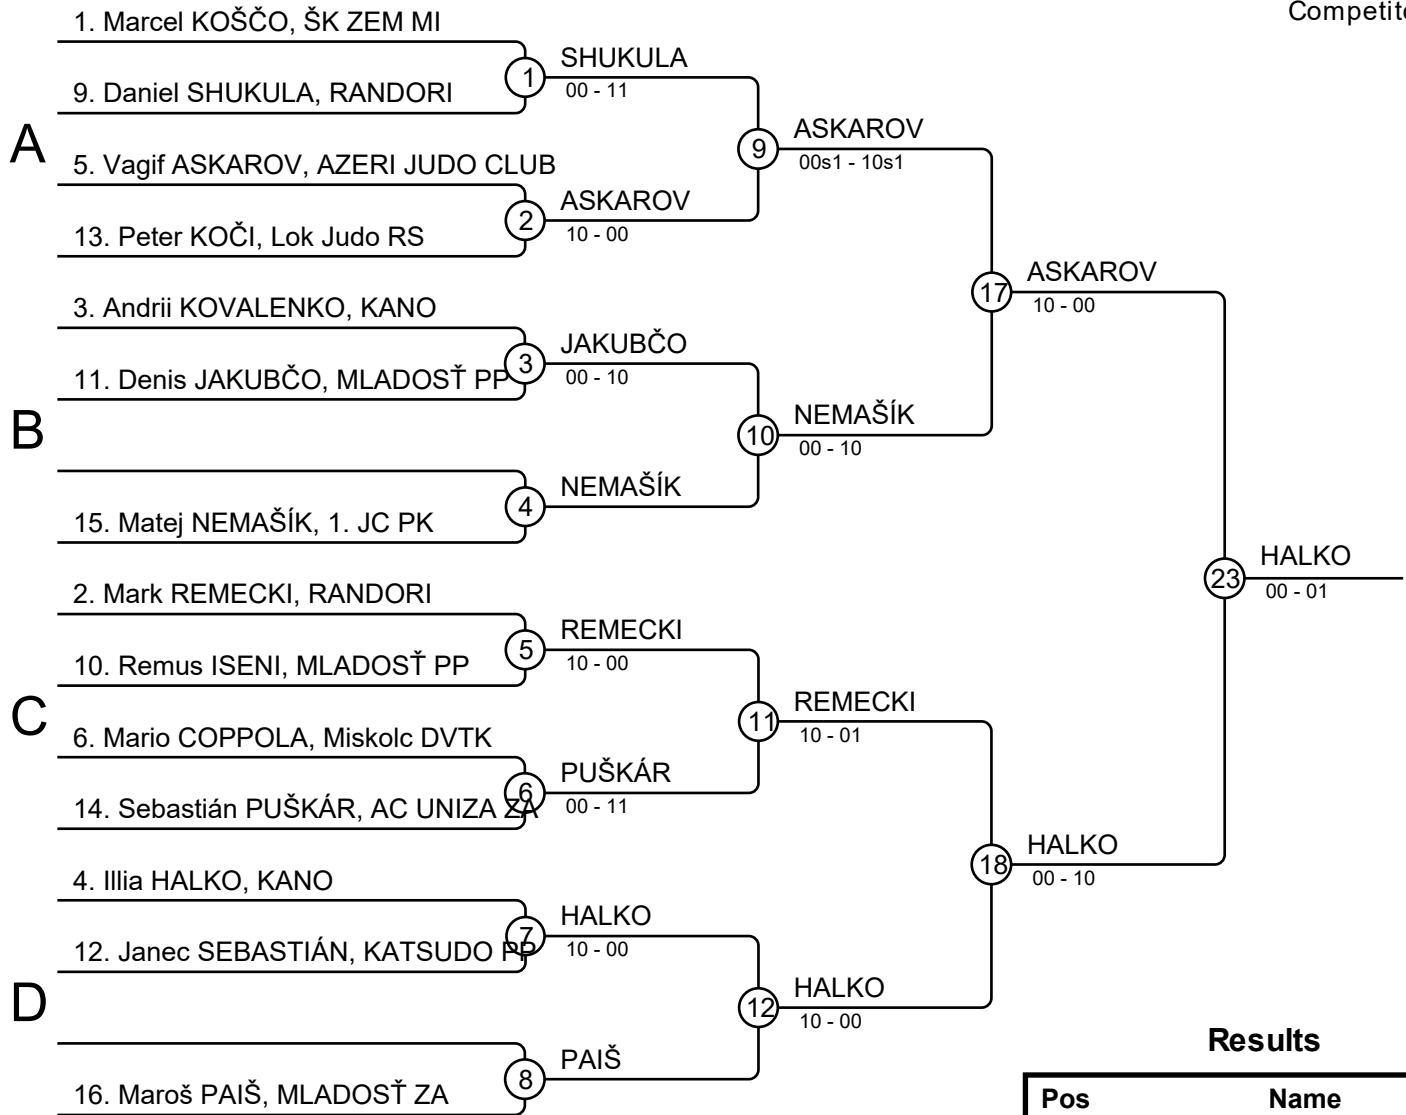 Competit
1. Marcel KOŠČO, ŠK ZEM MI
1
SHUKULA
00 - 11
9. Daniel SHUKULA, RANDORI
A
9
ASKAROV
00s1 - 10s1
5. Vagif ASKAROV, AZERI JUDO CLUB
2
ASKAROV
10 - 00
13. Peter KOČI, Lok Judo RS
17
ASKAROV
10 - 00
3. Andrii KOVALENKO, KANO
3
JAKUBČO
00 - 10
11. Denis JAKUBČO, MLADOSŤ PP
B
10
NEMAŠÍK
00 - 10
4
NEMAŠÍK
15. Matej NEMAŠÍK, 1. JC PK
23
HALKO
00 - 01
2. Mark REMECKI, RANDORI
5
REMECKI
10 - 00
10. Remus ISENI, MLADOSŤ PP
C
11
REMECKI
10 - 01
6. Mario COPPOLA, Miskolc DVTK
6
PUŠKÁR
00 - 11
14. Sebastián PUŠKÁR, AC UNIZA ZA
18
HALKO
00 - 10
4. Illia HALKO, KANO
7
HALKO
10 - 00
12. Janec SEBASTIÁN, KATSUDO PP
D
12
HALKO
10 - 00
8
PAIŠ
16. Maroš PAIŠ, MLADOSŤ ZA
Results
Pos Name